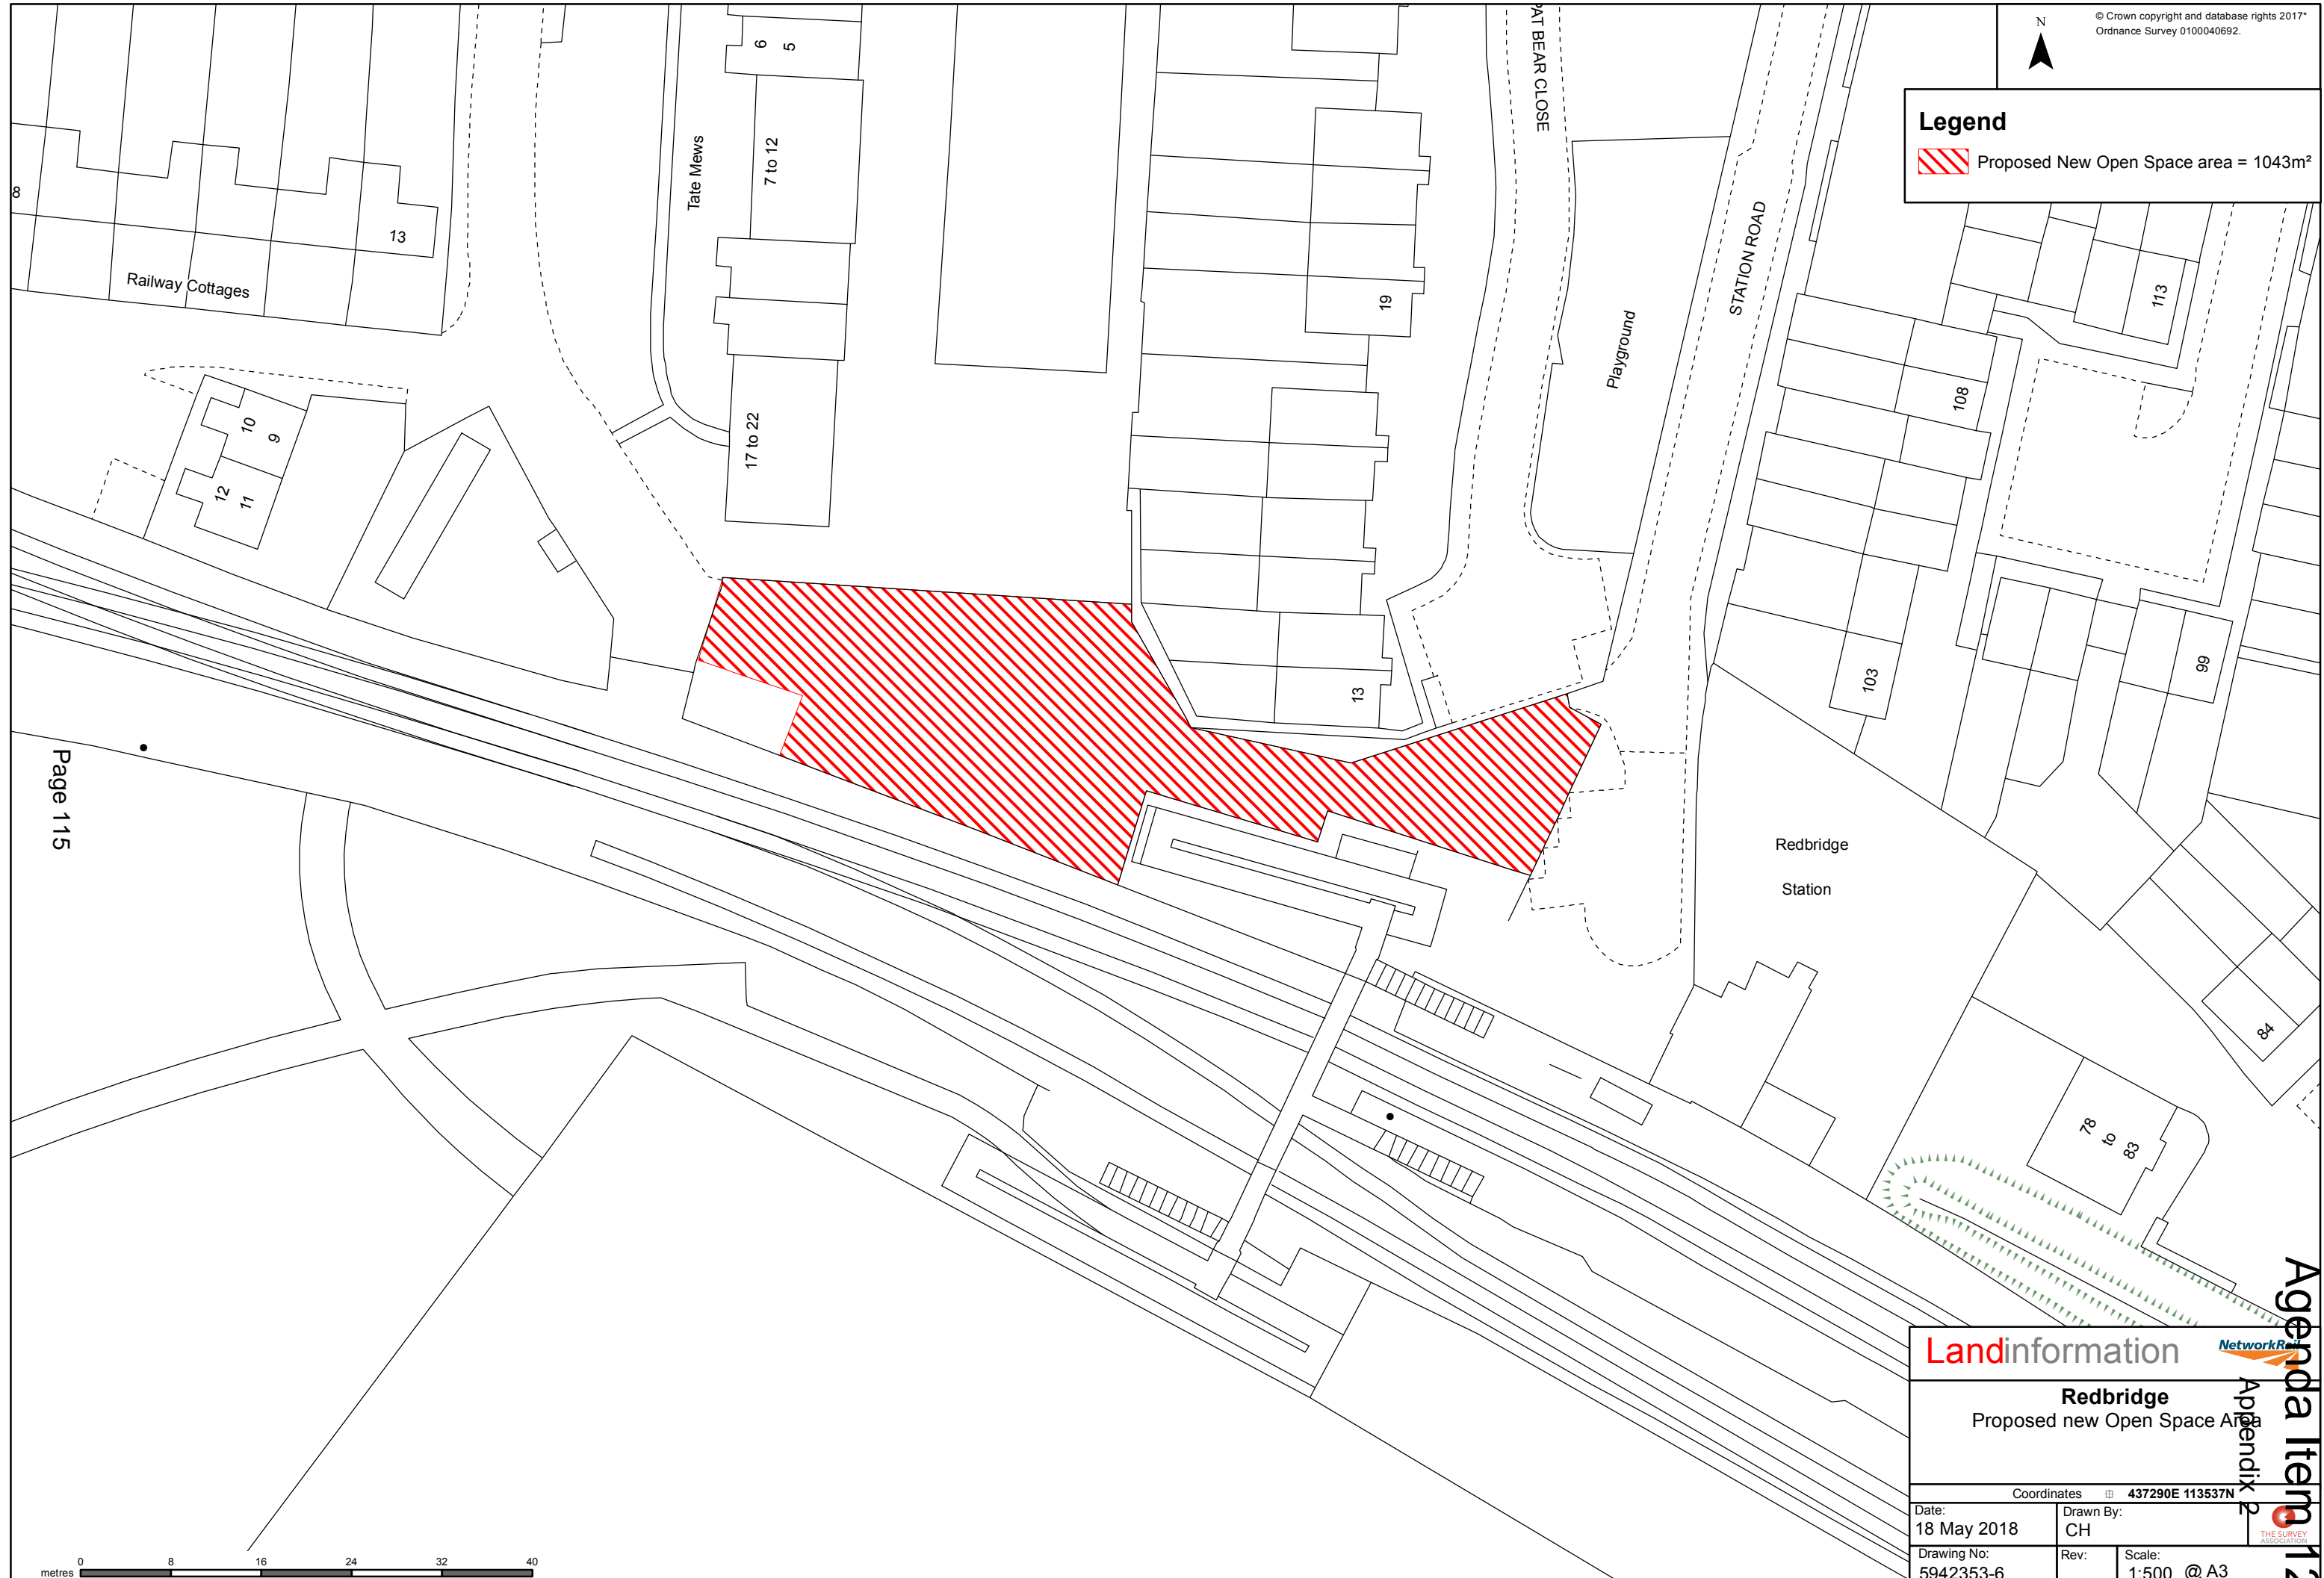 © Crown copyright and database rights 2017*
Ordnance Survey 0100040692.
N
Legend
Proposed New Open Space area = 1043m²
6
5
7 to 12
Tate Mews
17 to 22
8
13
Railway Cottages
10
9
12
11
PAT BEAR CLOSE
19
13
Playground
STATION ROAD
113
108
103
99
84
78
to
83
Redbridge
Station
Page 115
Agenda Item 12
Appendix 2
Landinformation
NetworkRail
Redbridge
Proposed new Open Space Area
Coordinates 437290E 113537N
Date:
18 May 2018
Drawn By:
CH
THE SURVEY
ASSOCIATION
Drawing No:
5942353-6
Rev:
Scale:
1:500 @ A3
metres
0 8 16 24 32 40